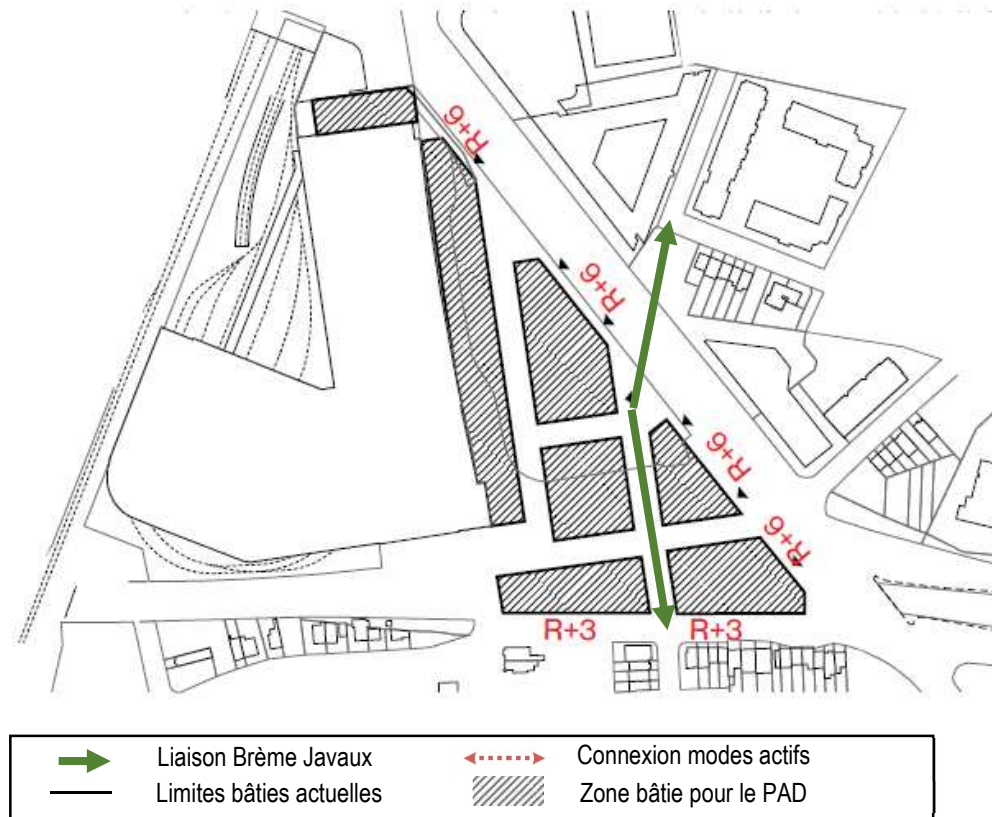 R+6
R+6
R+6
R+6
R+3
R+3
Liaison Brème Javaux
Connexion modes actifs
Limites bâties actuelles
Zone bâtie pour le PAD